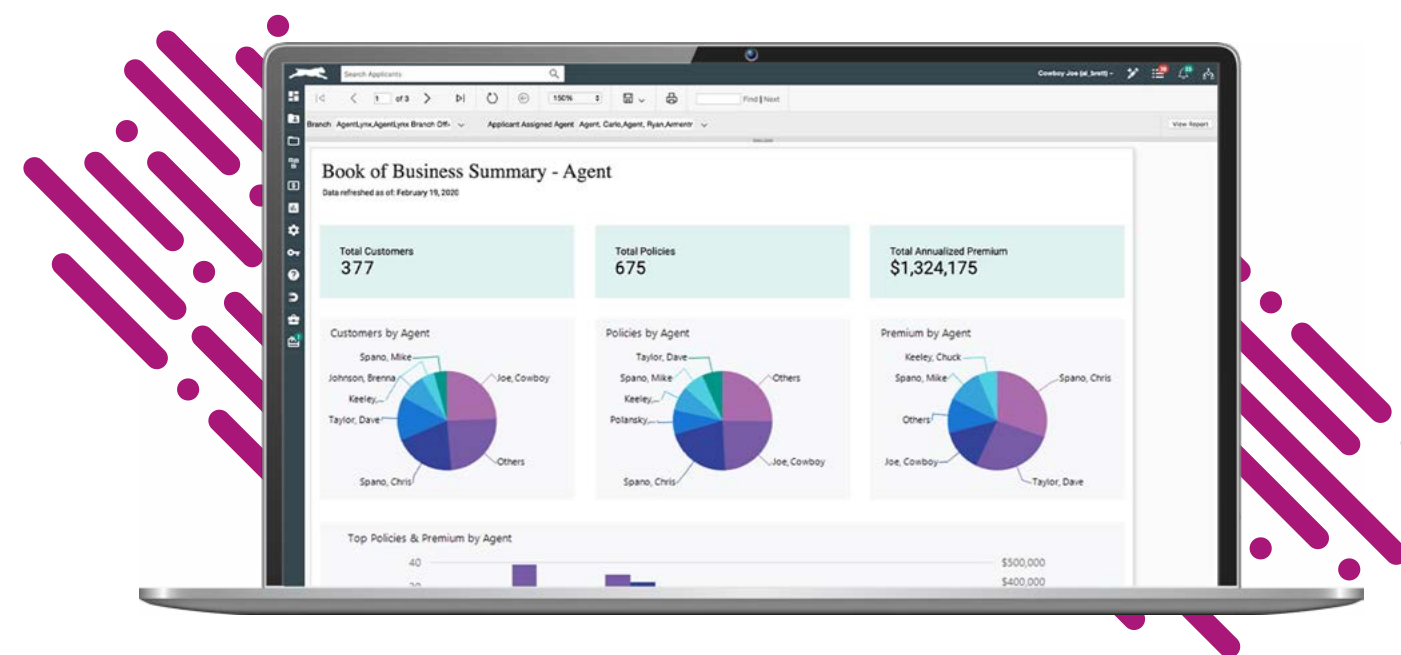 Search Applicants
Cowboy Joe (al_brett)
1 of 3
150%
Find | Next
Branch AgentLynx,AgentLynx Branch Offi
Applicant Assigned Agent Agent, Carlo,Agent, Ryan,Armentr
View Report
Book of Business Summary - Agent
Data refreshed as of: February 19, 2020
Total Customers
377
Total Policies
675
Total Annualized Premium
$1,324,175
Customers by Agent
Spano, Mike
Johnson, Brenna
Keeley,...
Taylor, Dave
Spano, Chris
Joe, Cowboy
Others
Policies by Agent
Taylor, Dave
Spano, Mike
Keeley,...
Polansky,...
Spano, Chris
Others
Joe, Cowboy
Premium by Agent
Keeley, Chuck
Spano, Mike
Others
Joe, Cowboy
Spano, Chris
Taylor, Dave
Top Policies & Premium by Agent
40
$500,000
$400,000